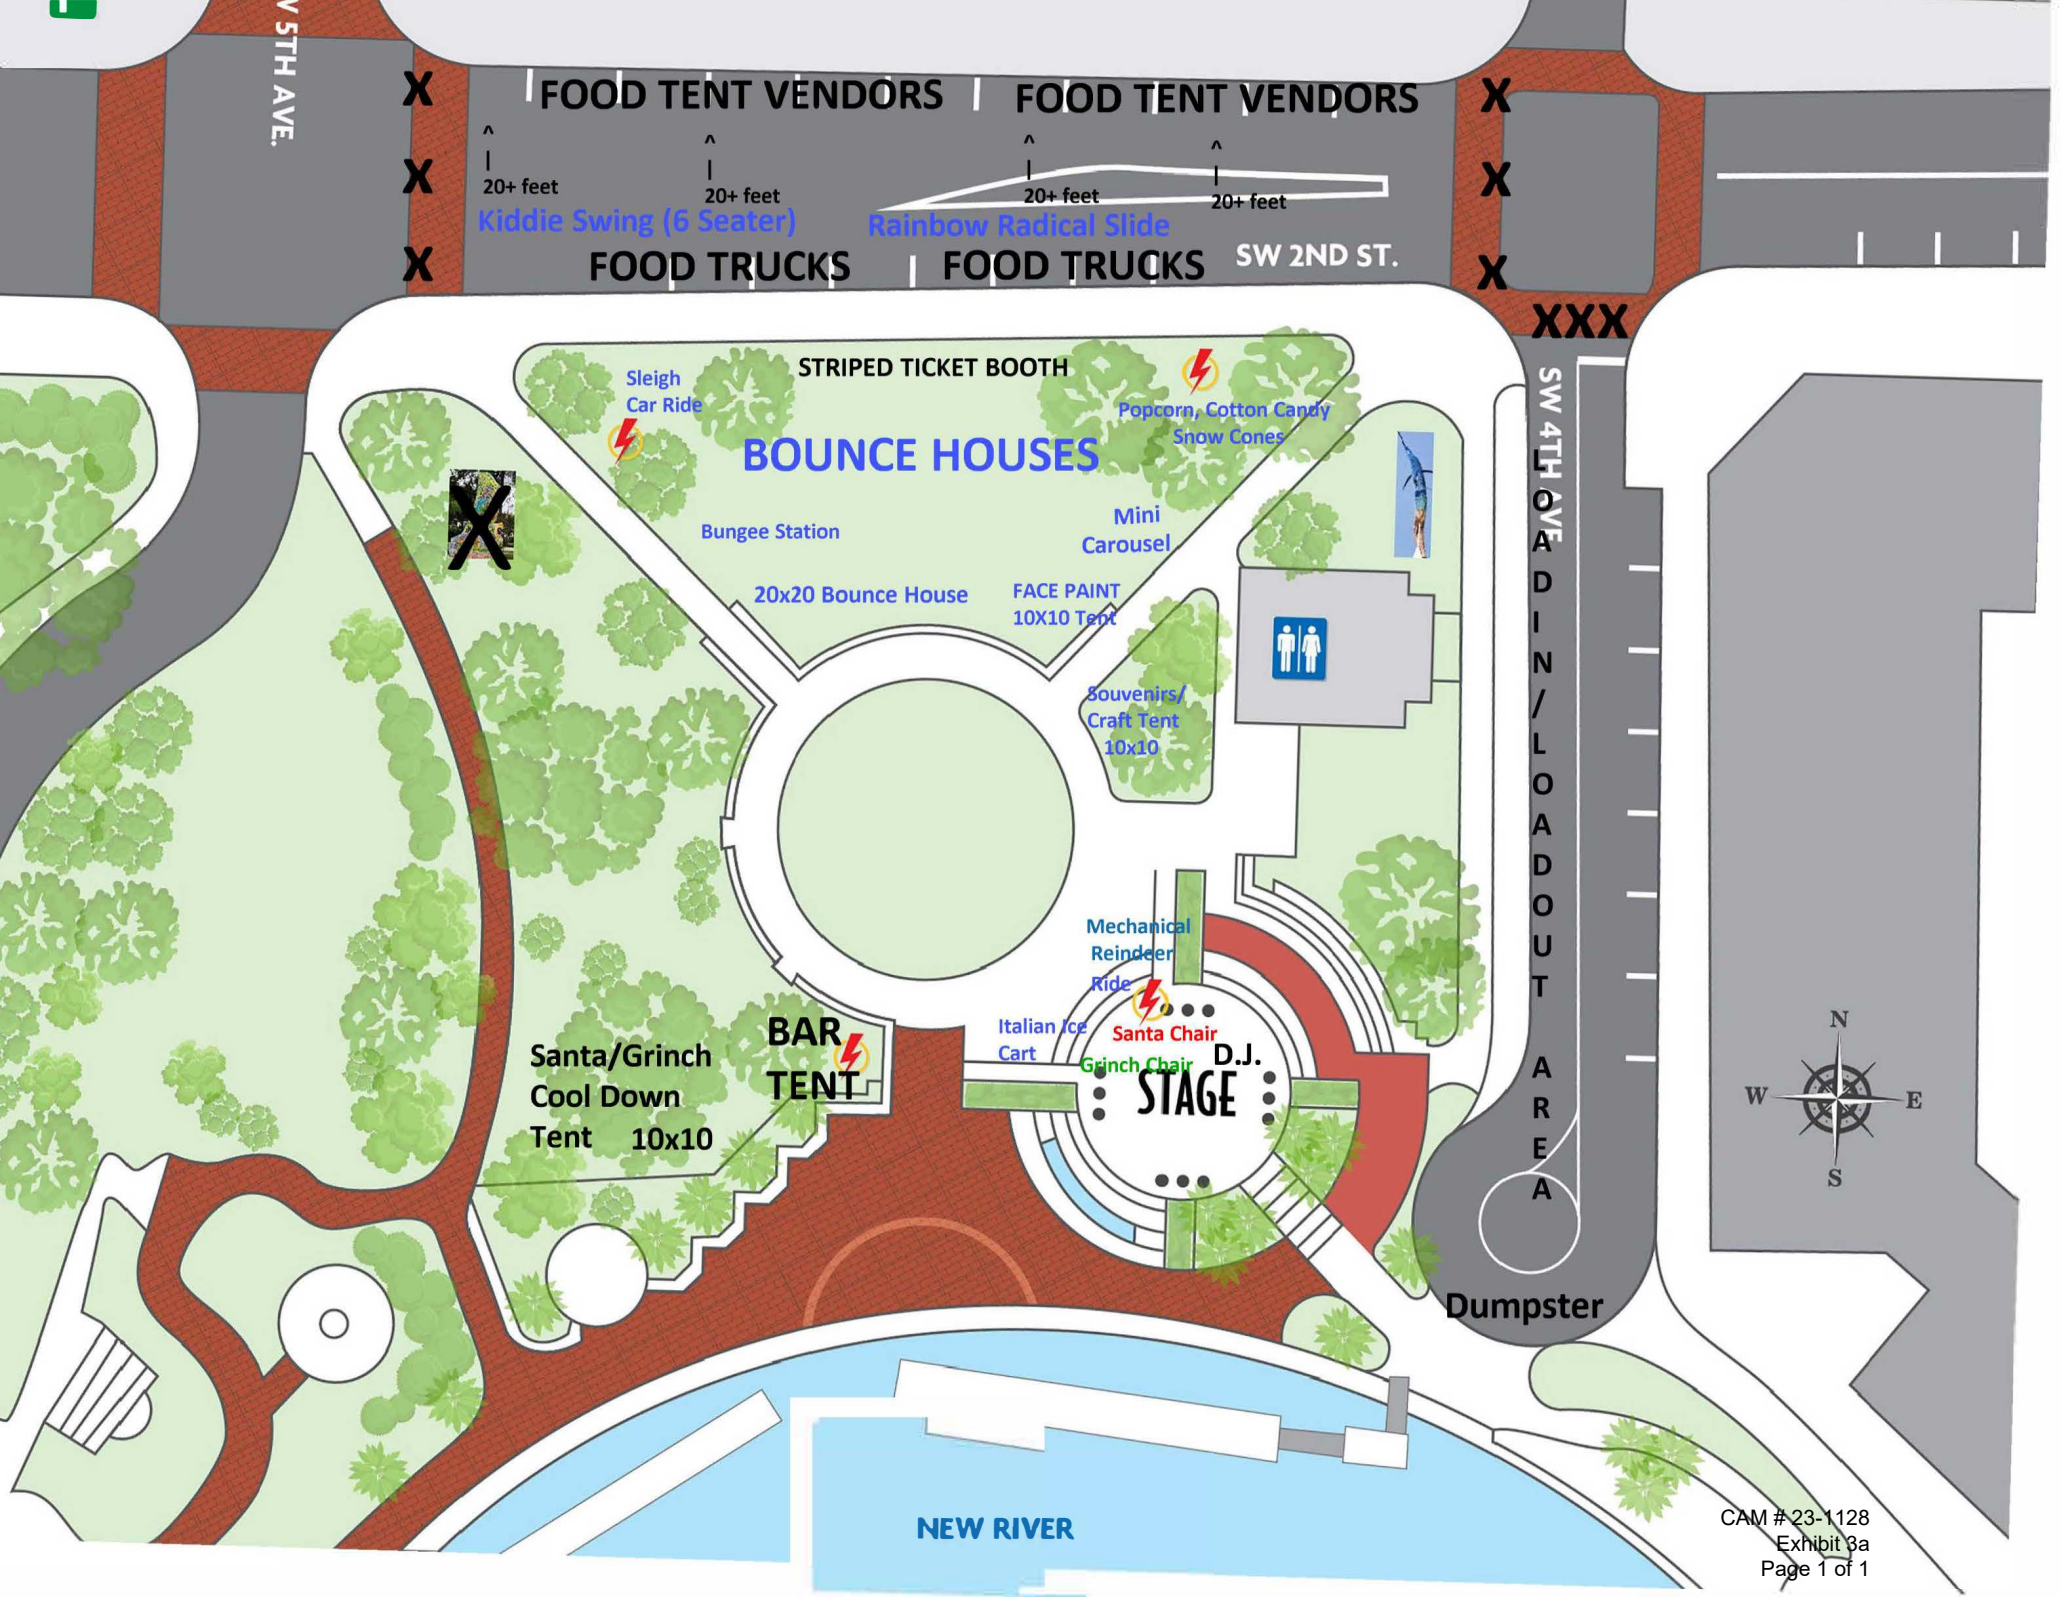 W 5TH AVE.
X
FOOD TENT VENDORS
FOOD TENT VENDORS
X
^
^
^
^
X
20+ feet
20+ feet
20+ feet
20+ feet
X
Kiddie Swing (6 Seater)
Rainbow Radical Slide
X
FOOD TRUCKS
FOOD TRUCKS
SW 2ND ST.
X
XXX
STRIPED TICKET BOOTH
Sleigh
Car Ride
Popcorn, Cotton Candy
Snow Cones
BOUNCE HOUSES
SW 4TH AVE.
X
Bungee Station
Mini
Carousel
20x20 Bounce House
FACE PAINT
10X10 Tent
Souvenirs/
Craft Tent
10x10
LOADIN/LOADOUT AREA
Mechanical
Reindeer
Ride
Italian Ice
Cart
Santa Chair
Grinch Chair
D.J.
STAGE
BAR
TENT
Santa/Grinch
Cool Down
Tent 10x10
N
W
E
S
Dumpster
NEW RIVER
CAM # 23-1128
Exhibit 3a
Page 1 of 1